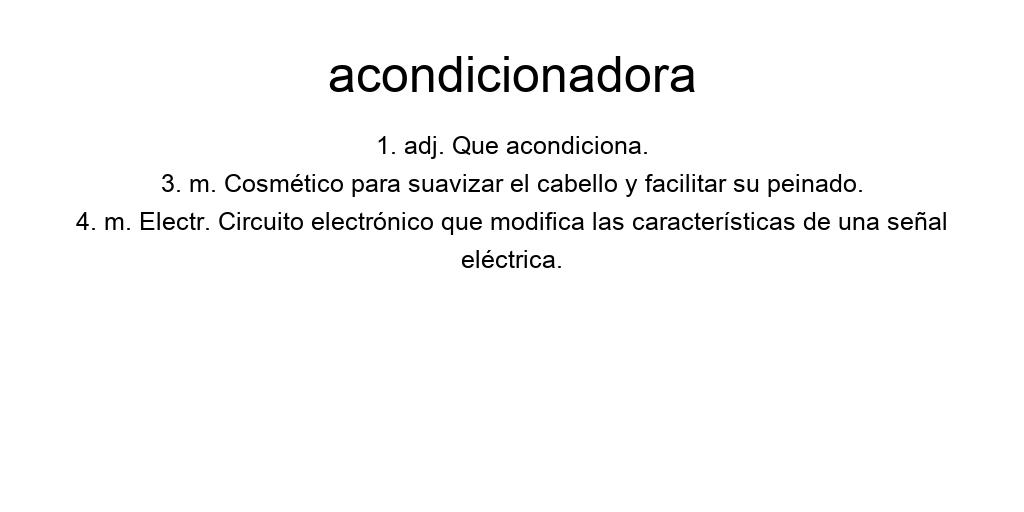 acondicionadora
1. adj. Que acondiciona.
3. m. Cosmético para suavizar el cabello y facilitar su peinado.
4. m. Electr. Circuito electrónico que modifica las características de una señal
eléctrica.